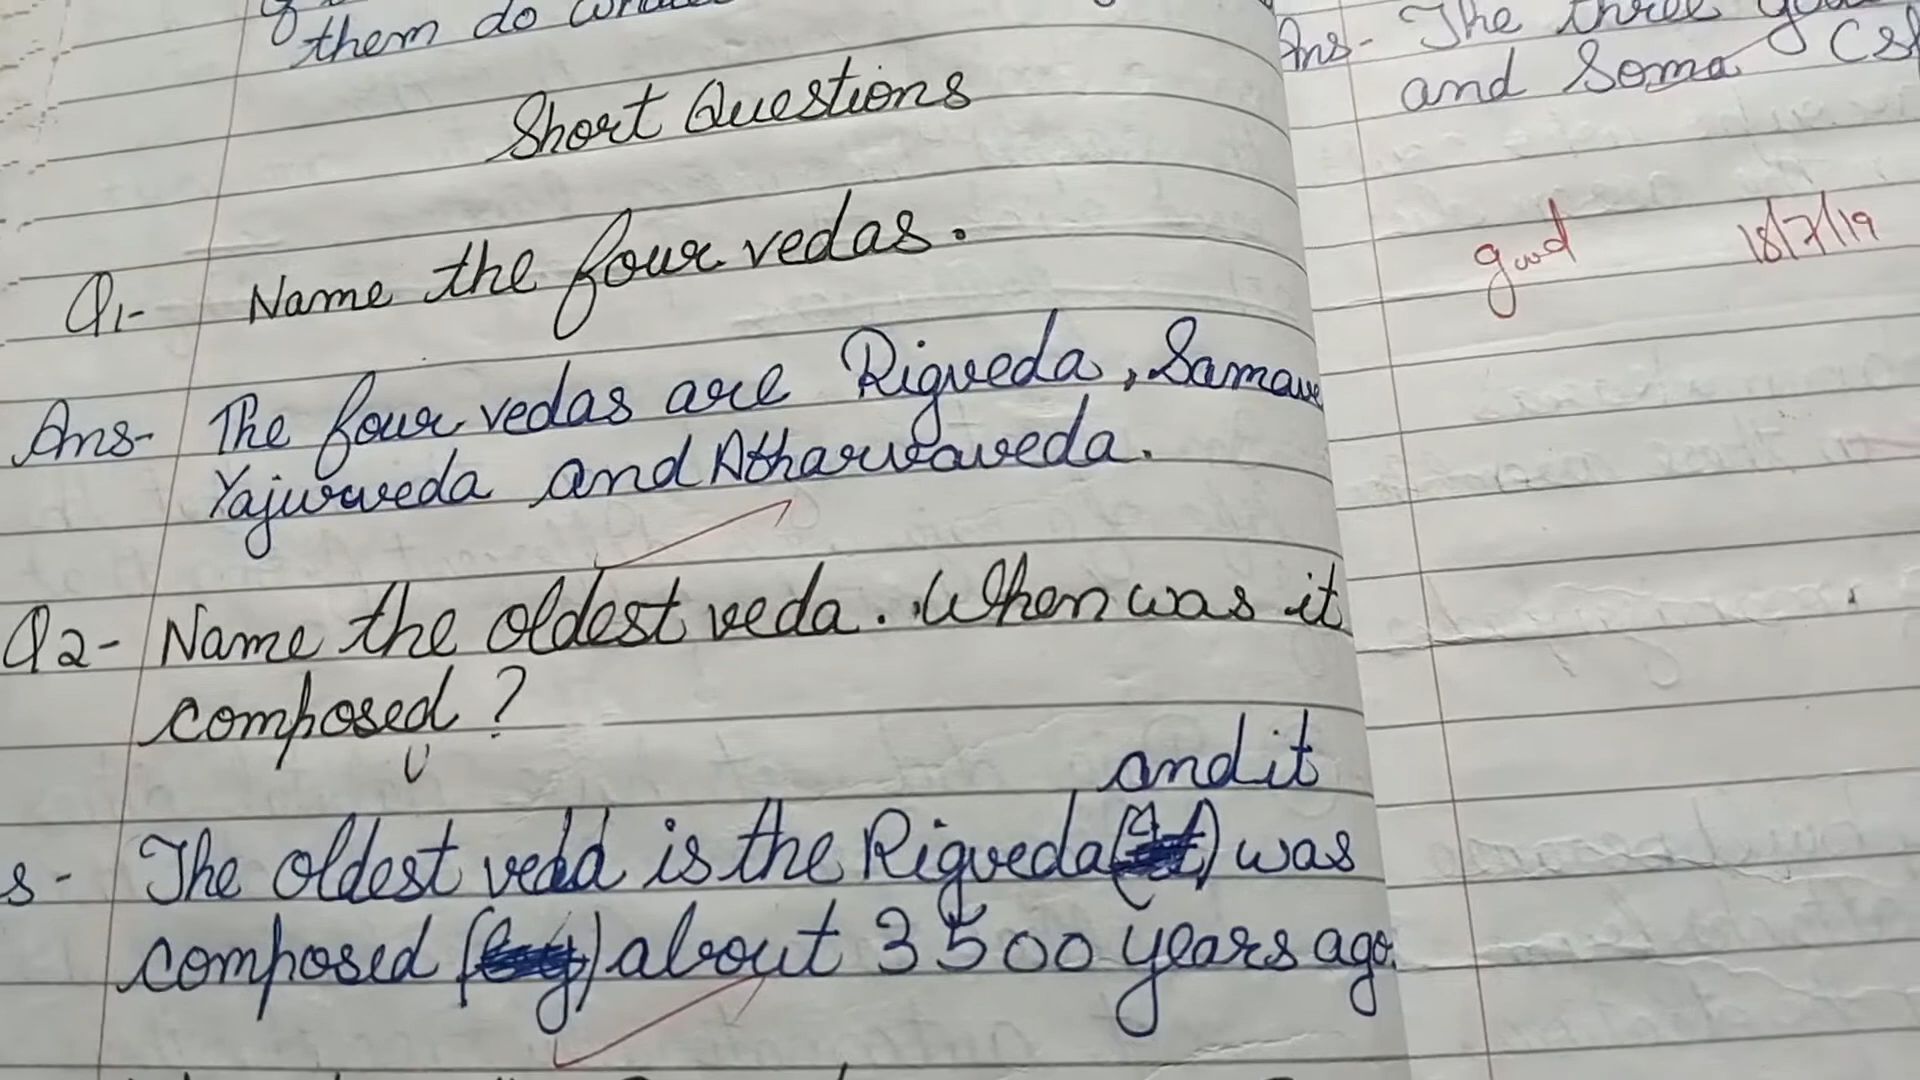 them do
Short Questions
Q1- Name the four vedas.
Ans- The four vedas are Rigveda, Samave
Yajurveda and Atharvaveda.
Q2- Name the oldest veda. When was it
composed?
and it
s- The oldest veda is the Rigveda was
composed about 3500 years ago.
Ans- The three
and Soma
good 18/7/19